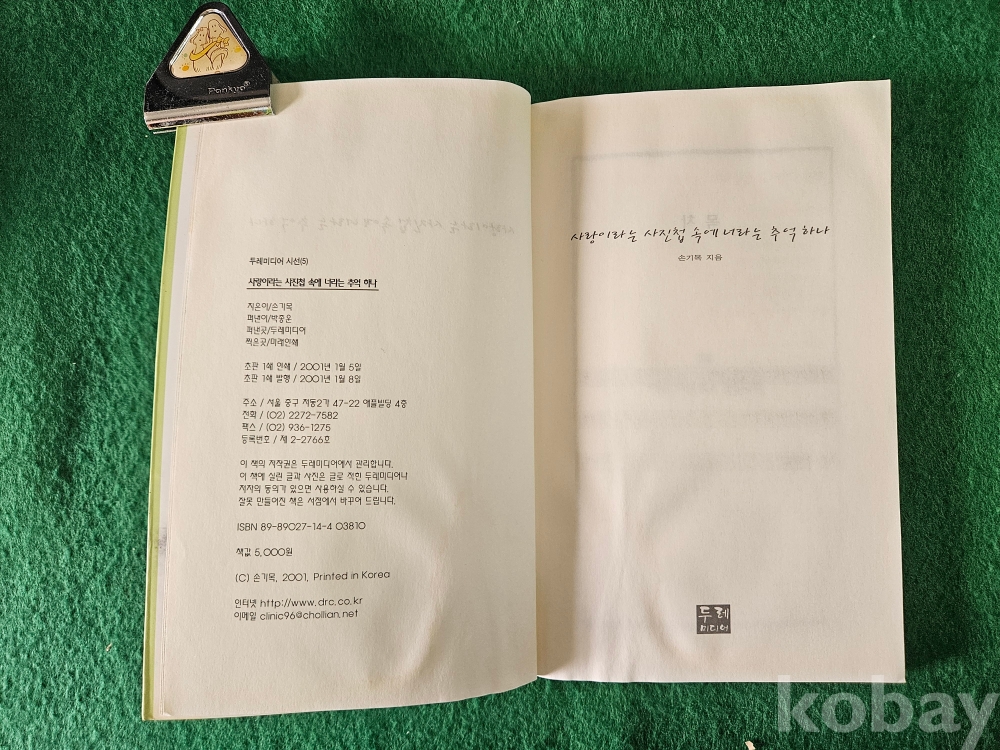 Pankyo®
두레미디어 시선(5)
사랑이라는 사진첩 속에 너라는 추억 하나
지은이/손기목
펴낸이/박종운
펴낸곳/두레미디어
찍은곳/미래인쇄
초판 1쇄 인쇄 / 2001년 1월 5일
초판 1쇄 발행 / 2001년 1월 8일
주소 / 서울 중구 저동2가 47-22 애플빌딩 4층
전화 / (02) 2272-7582
팩스 / (02) 936-1275
등록번호 / 제 2-2766호
이 책의 저작권은 두레미디어에서 관리합니다.
이 책에 실린 글과 사진은 글로 적힌 두레미디어나
저자의 동의가 있으면 사용하실 수 있습니다.
잘못 만들어진 책은 서점에서 바꾸어 드립니다.
ISBN 89-89027-14-4 03810
책값 5,000원
(C) 손기목, 2001, Printed in Korea
인터넷 http://www.drc.co.kr
이메일 clinic96@chollian.net
목 차
사랑이라는 사진첩 속에 너라는 추억 하나
손기목 지음
두레
미디어
kobay